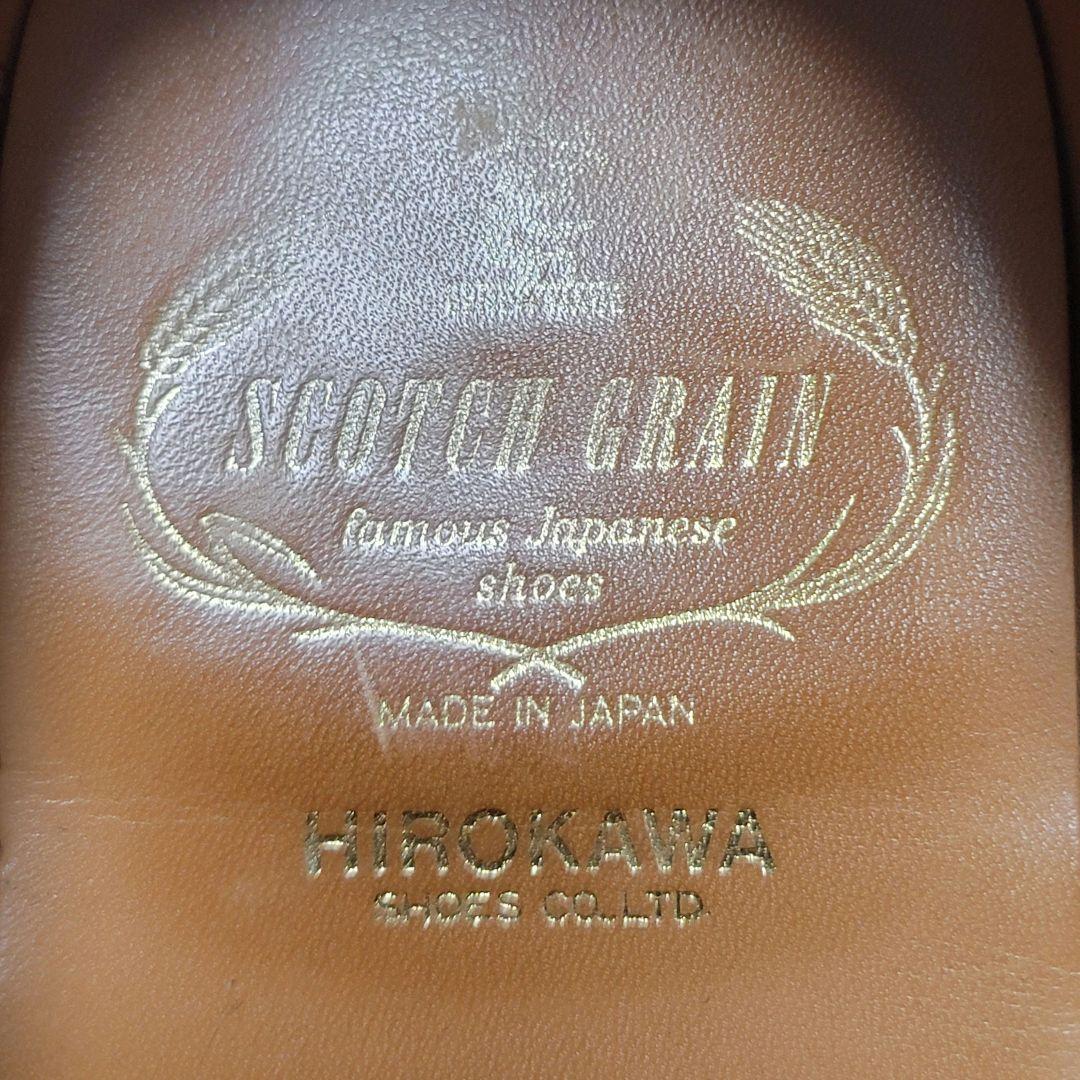 SCOTCH GRAIN
famous Japanese
shoes
MADE IN JAPAN
HIROKAWA
SHOES CO.,LTD.